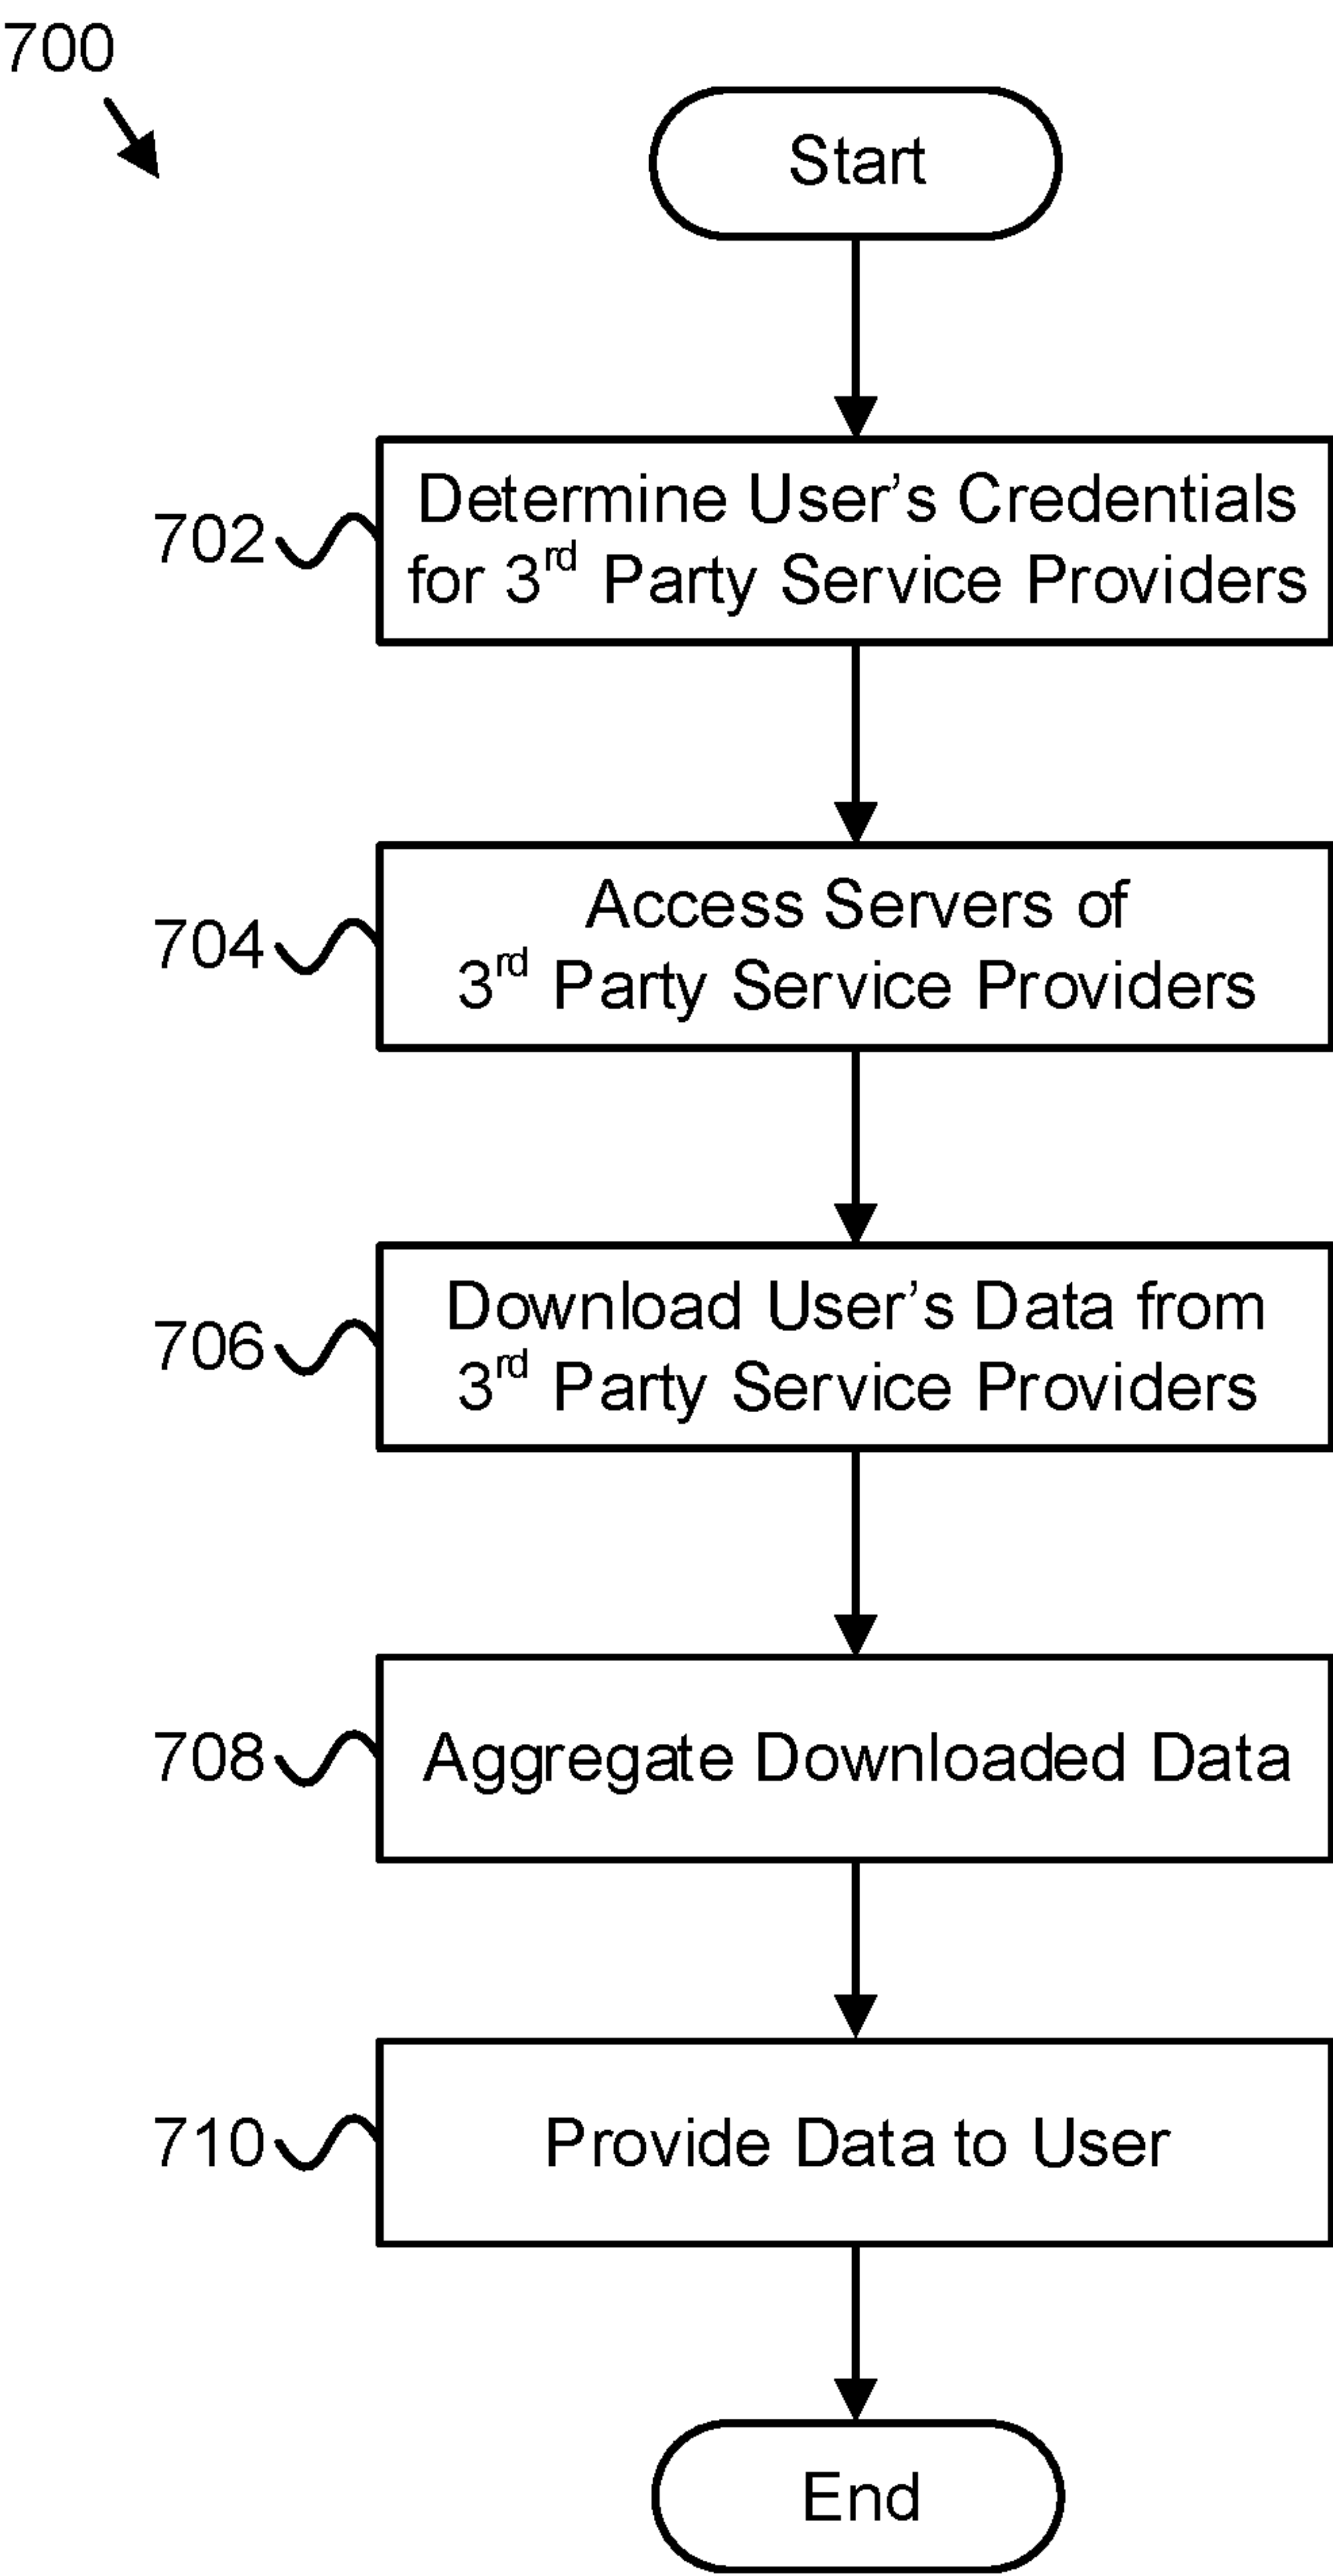 700
Start
702
Determine User’s Credentials
for 3rd Party Service Providers
704
Access Servers of
3rd Party Service Providers
706
Download User’s Data from
3rd Party Service Providers
708
Aggregate Downloaded Data
710
Provide Data to User
End